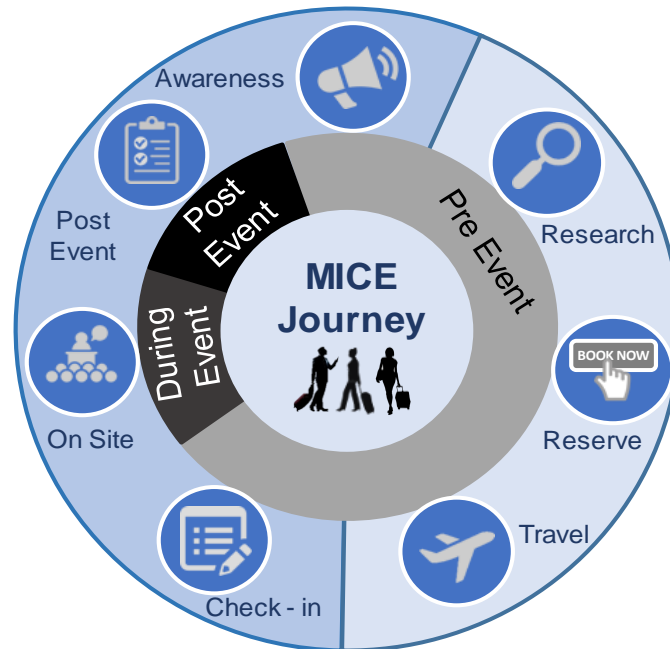 Awareness
Research
BOOK NOW
Reserve
Travel
Check - in
On Site
Post
Event
Pre Event
During
Event
Post
Event
MICE
Journey